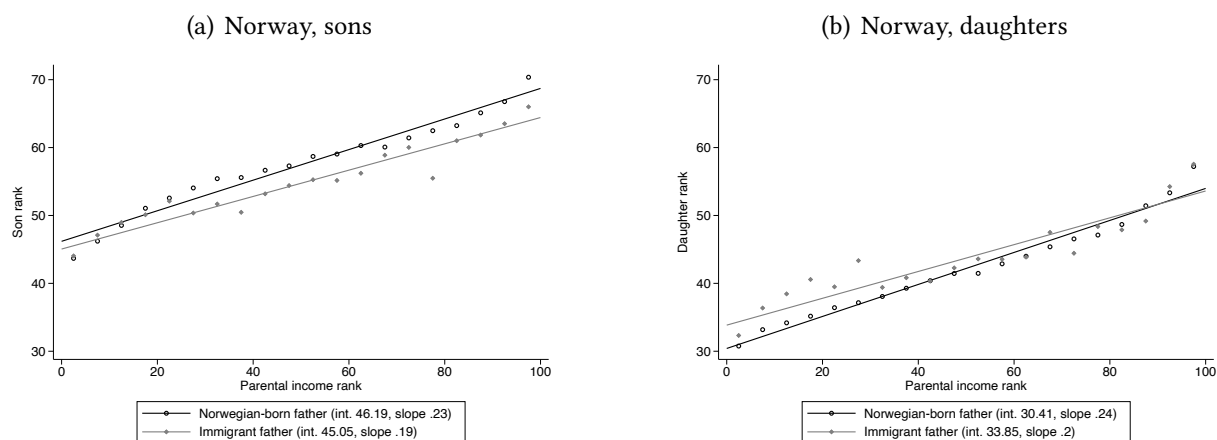 (a) Norway, sons
70
60
50
40
30
Son rank
0 20 40 60 80 100
Parental income rank
Norwegian-born father (int. 46.19, slope .23)
Immigrant father (int. 45.05, slope .19)
(b) Norway, daughters
70
60
50
40
30
Daughter rank
0 20 40 60 80 100
Parental income rank
Norwegian-born father (int. 30.41, slope .24)
Immigrant father (int. 33.85, slope .2)